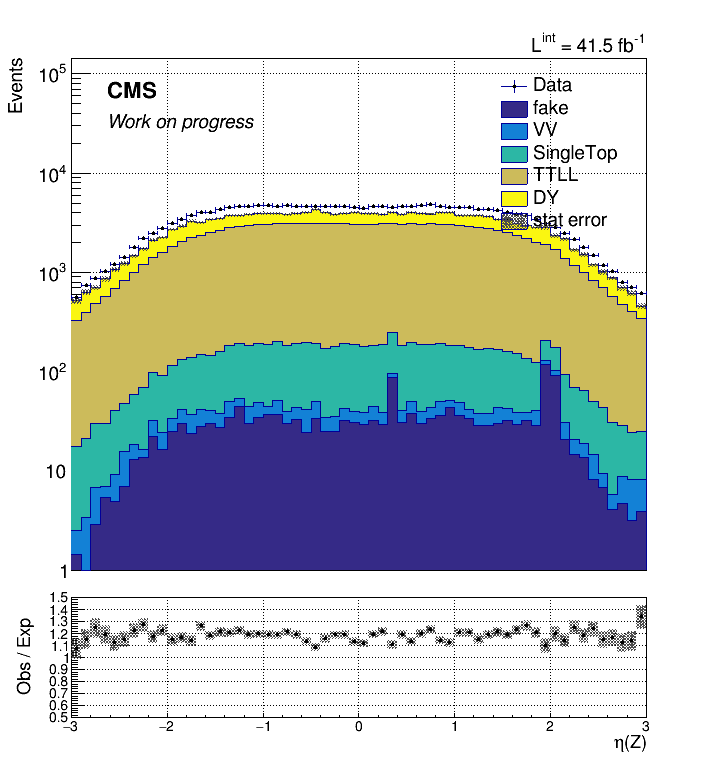 L^int = 41.5 fb^-1
Events
10^5
10^4
10^3
10^2
10
1
CMS
Work on progress
Data
fake
VV
SingleTop
TTLL
DY
stat error
Obs / Exp
1.5
1.4
1.3
1.2
1.1
1
0.9
0.8
0.7
0.6
0.5
−3 −2 −1 0 1 2 3
η(Z)